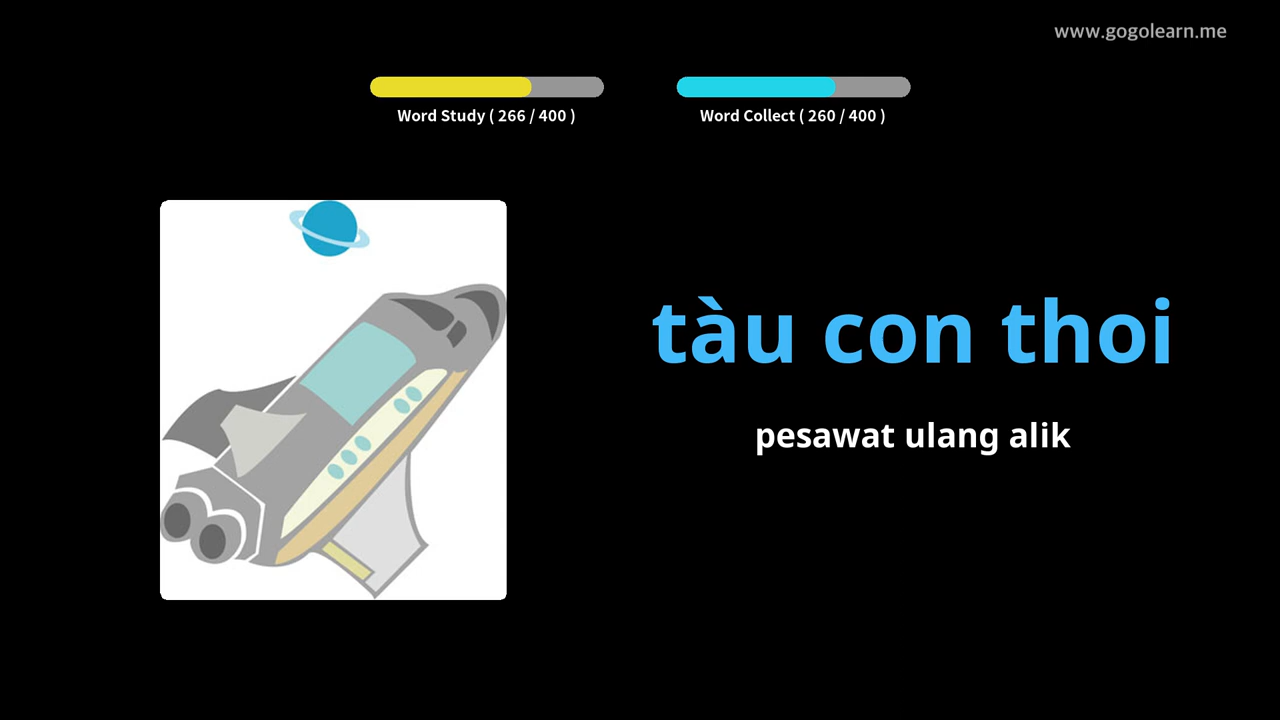 www.gogolearn.me
Word Study ( 266 / 400 )
Word Collect ( 260 / 400 )
tàu con thoi
pesawat ulang alik